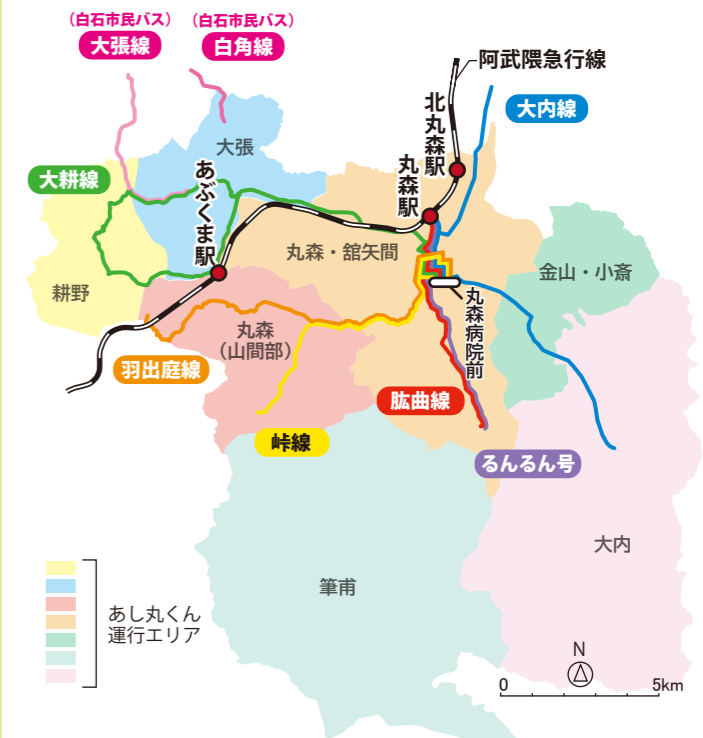 （白石市民バス）
大張線
（白石市民バス）
白角線
阿武隈急行線
大内線
北丸森駅
丸森駅
大張
あぶくま駅
大耕線
丸森・舘矢間
金山・小斎
耕野
丸森病院前
丸森
（山間部）
羽出庭線
肱曲線
峠線
るんるん号
大内
筆甫
あし丸くん
運行エリア
N
0
5km